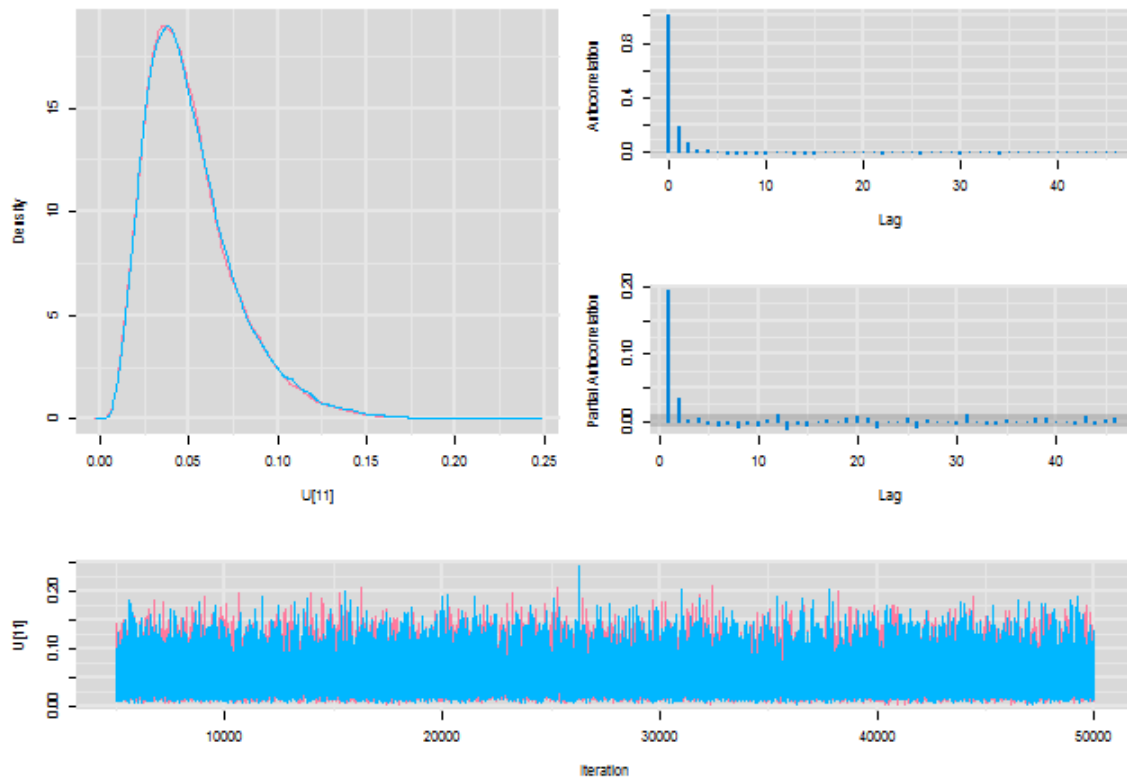 Density
15
10
5
0
0.00 0.05 0.10 0.15 0.20 0.25
U[11]
Autocorrelation
0.8
0.4
0.0
0 10 20 30 40
Lag
Partial Autocorrelation
0.20
0.10
0.00
0 10 20 30 40
Lag
U[11]
0.20
0.10
0.00
10000 20000 30000 40000 50000
Iteration